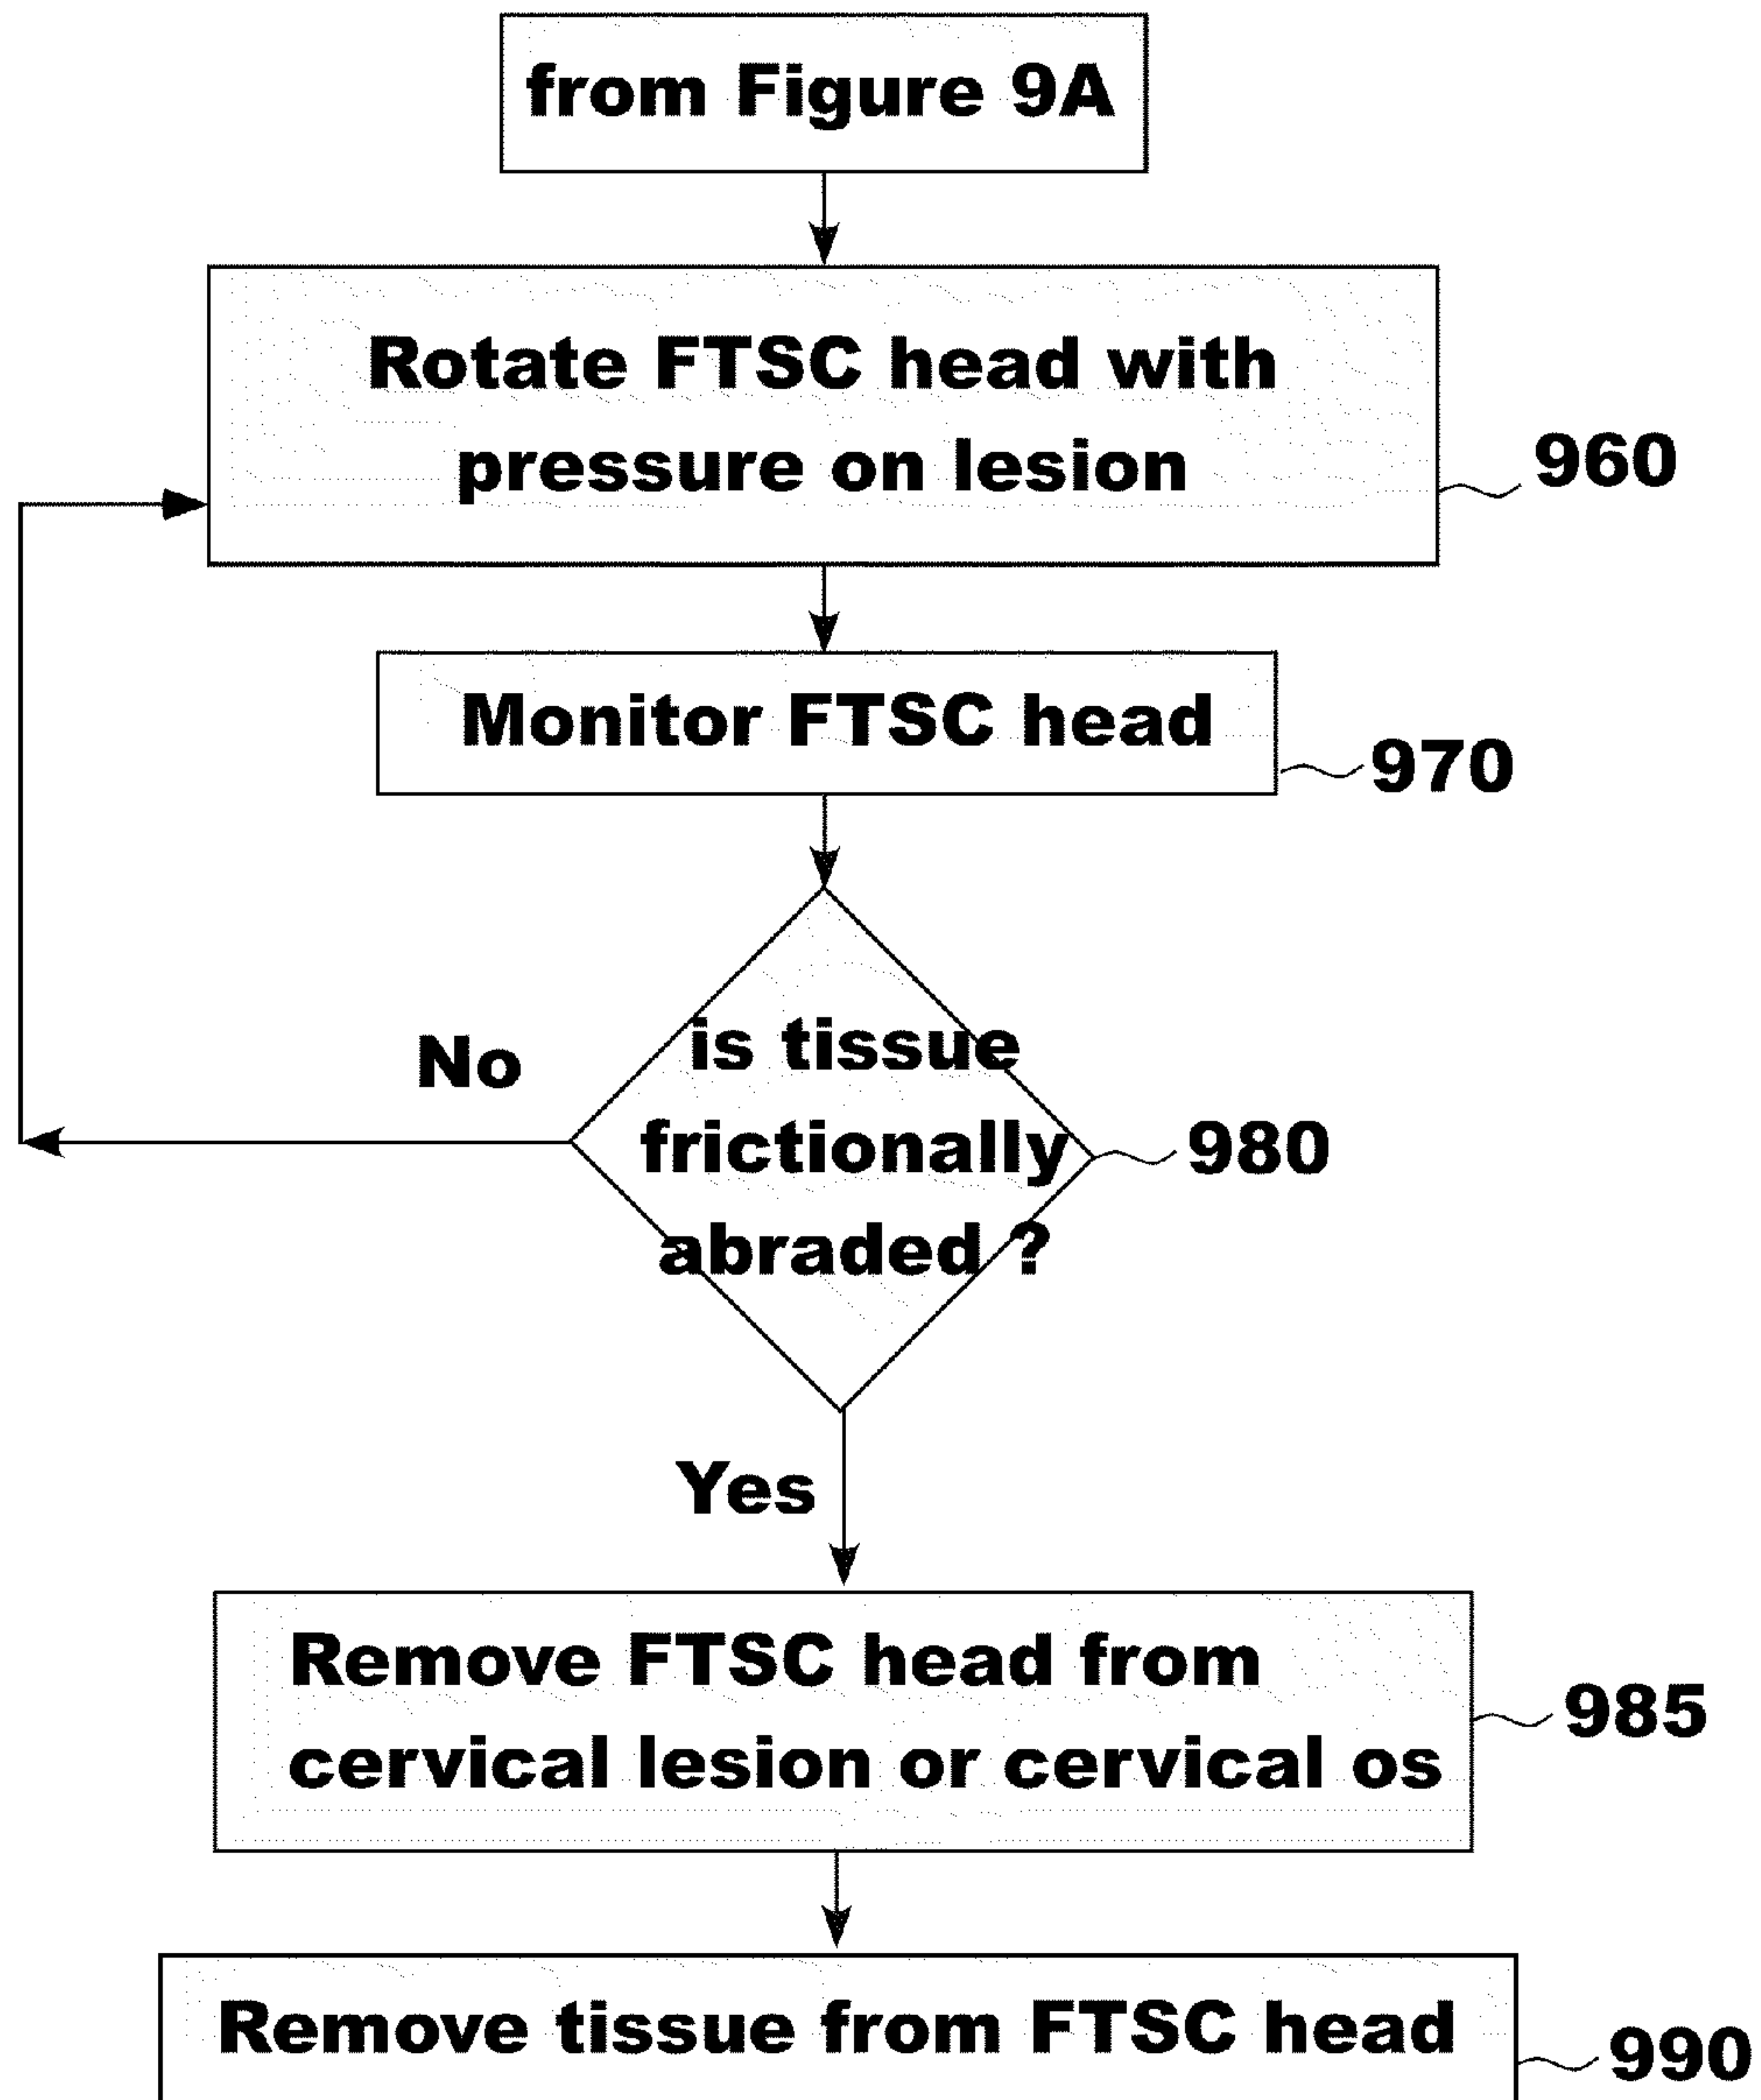 from Figure 9A
Rotate FTSC head with
pressure on lesion
960
Monitor FTSC head
970
No
is tissue
frictionally
abraded ?
980
Yes
Remove FTSC head from
cervical lesion or cervical os
985
Remove tissue from FTSC head
990